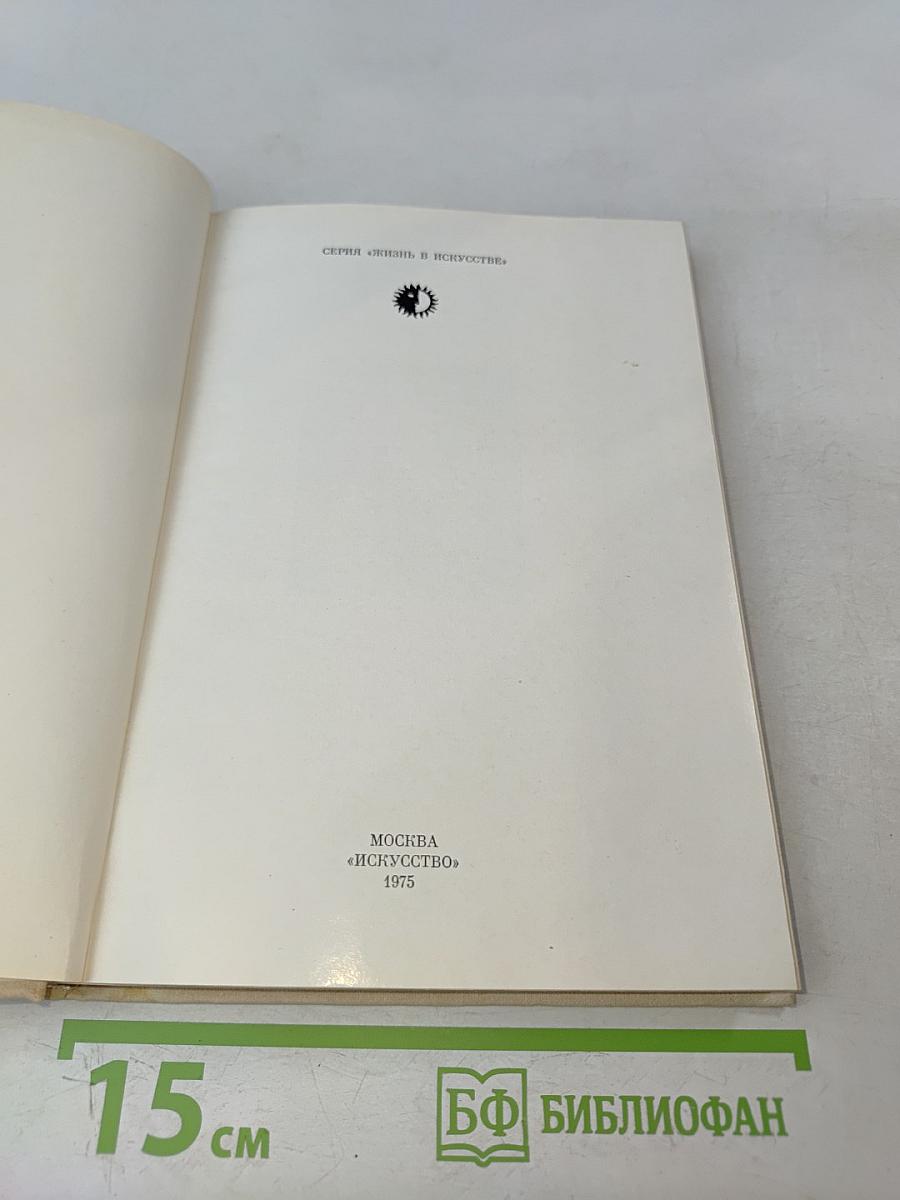 СЕРИЯ «ЖИЗНЬ В ИСКУССТВЕ»
МОСКВА
«ИСКУССТВО»
1975
15 см
БФ БИБЛИОФАН